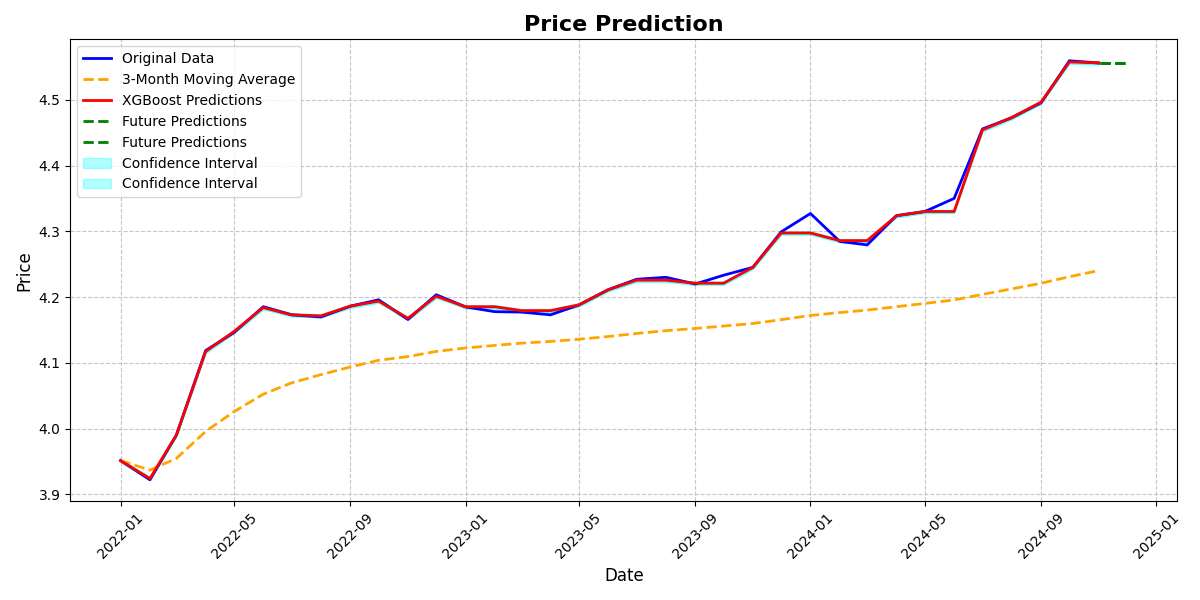 Price Prediction
Original Data
3-Month Moving Average
XGBoost Predictions
Future Predictions
Future Predictions
Confidence Interval
Confidence Interval
Price
4.5
4.4
4.3
4.2
4.1
4.0
3.9
2022-01
2022-05
2022-09
2023-01
2023-05
2023-09
2024-01
2024-05
2024-09
2025-01
Date